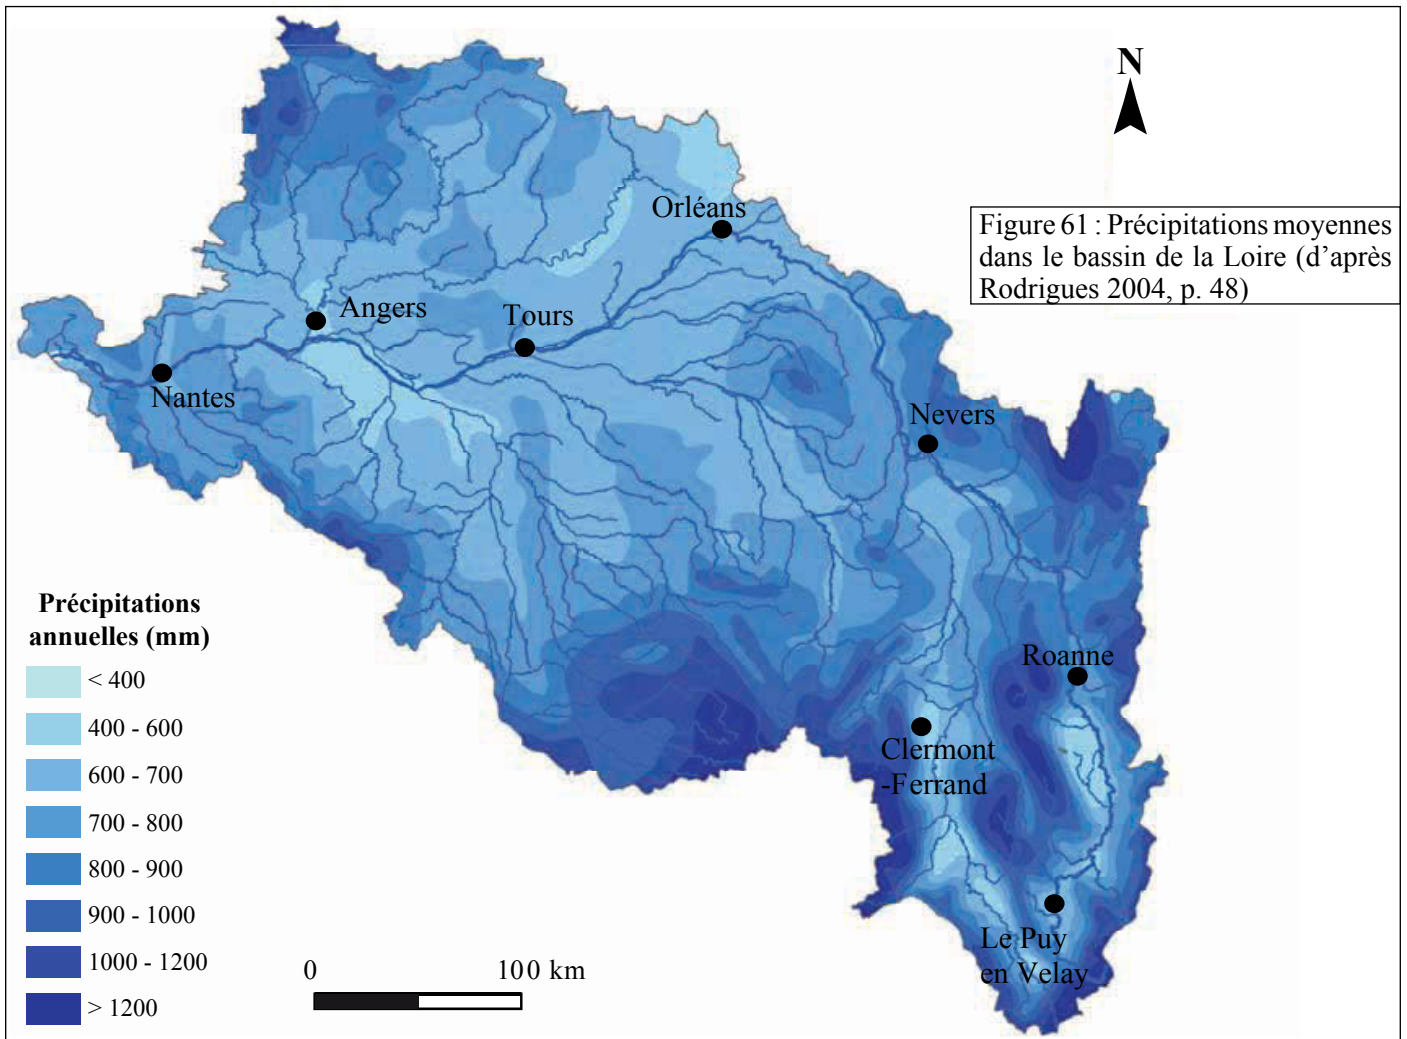 N
Figure 61 : Précipitations moyennes
dans le bassin de la Loire (d’après
Rodrigues 2004, p. 48)
Orléans
Angers
Tours
Nantes
Nevers
Roanne
Clermont
-Ferrand
Le Puy
en Velay
Précipitations
annuelles (mm)
< 400
400 - 600
600 - 700
700 - 800
800 - 900
900 - 1000
1000 - 1200
> 1200
0 100 km